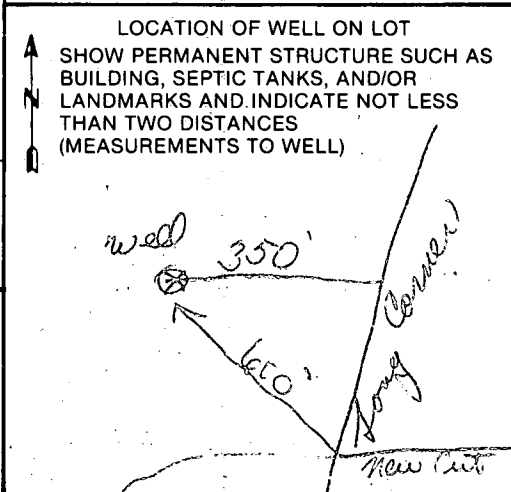 LOCATION OF WELL ON LOT
SHOW PERMANENT STRUCTURE SUCH AS
BUILDING, SEPTIC TANKS, AND/OR
LANDMARKS AND INDICATE NOT LESS
THAN TWO DISTANCES
(MEASUREMENTS TO WELL)
N
well
350'
600'
Long Corner
New Cut